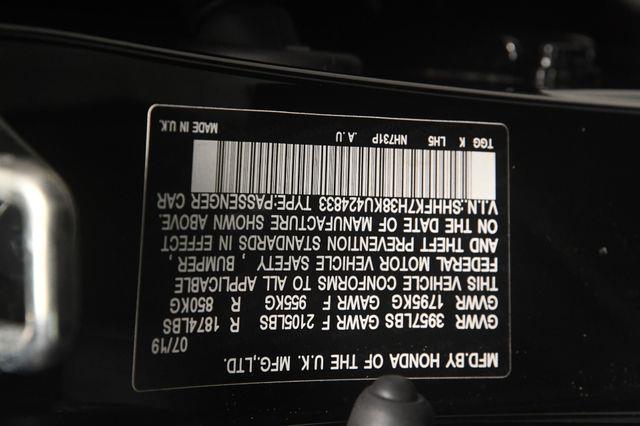 MFD.BY HONDA OF THE U.K. MFG.,LTD.
07/19
GVWR 3957LBS GAWR F 2105LBS R 1874LBS
GVWR 1795KG GAWR F 955KG R 850KG
THIS VEHICLE CONFORMS TO ALL APPLICABLE
FEDERAL MOTOR VEHICLE SAFETY , BUMPER ,
AND THEFT PREVENTION STANDARDS IN EFFECT
ON THE DATE OF MANUFACTURE SHOWN ABOVE.
V.I.N.:SHHFK7H38KU424833 TYPE:PASSENGER CAR
TGG K LH5 NH731P .A .U MADE IN U.K.